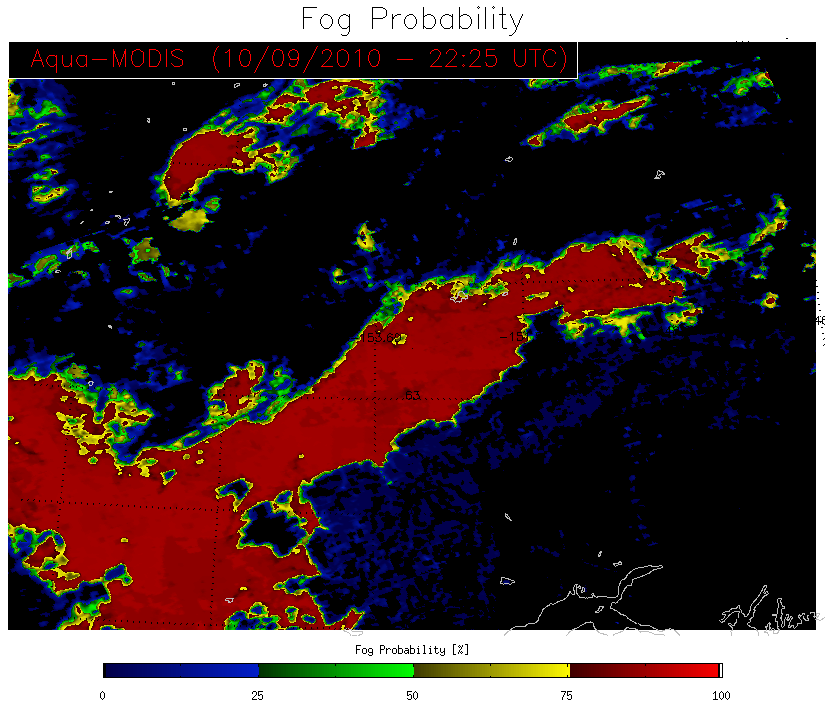 Fog Probability
Aqua-MODIS (10/09/2010 - 22:25 UTC)
63
Fog Probability [%]
0 25 50 75 100